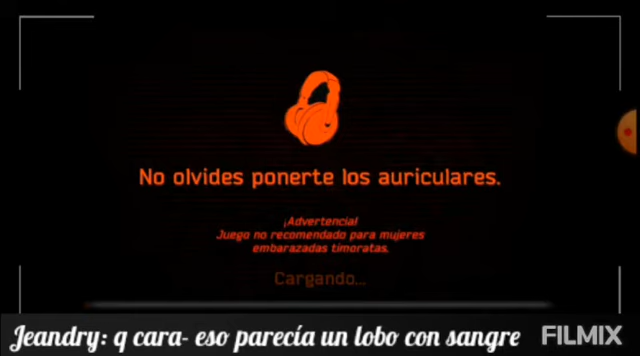 No olvides ponerte los auriculares.
¡Advertencia!
Juego no recomendado para mujeres
embarazadas timoratas.
Cargando...
Jeandry: q cara- eso parecía un lobo con sangre
FILMIX